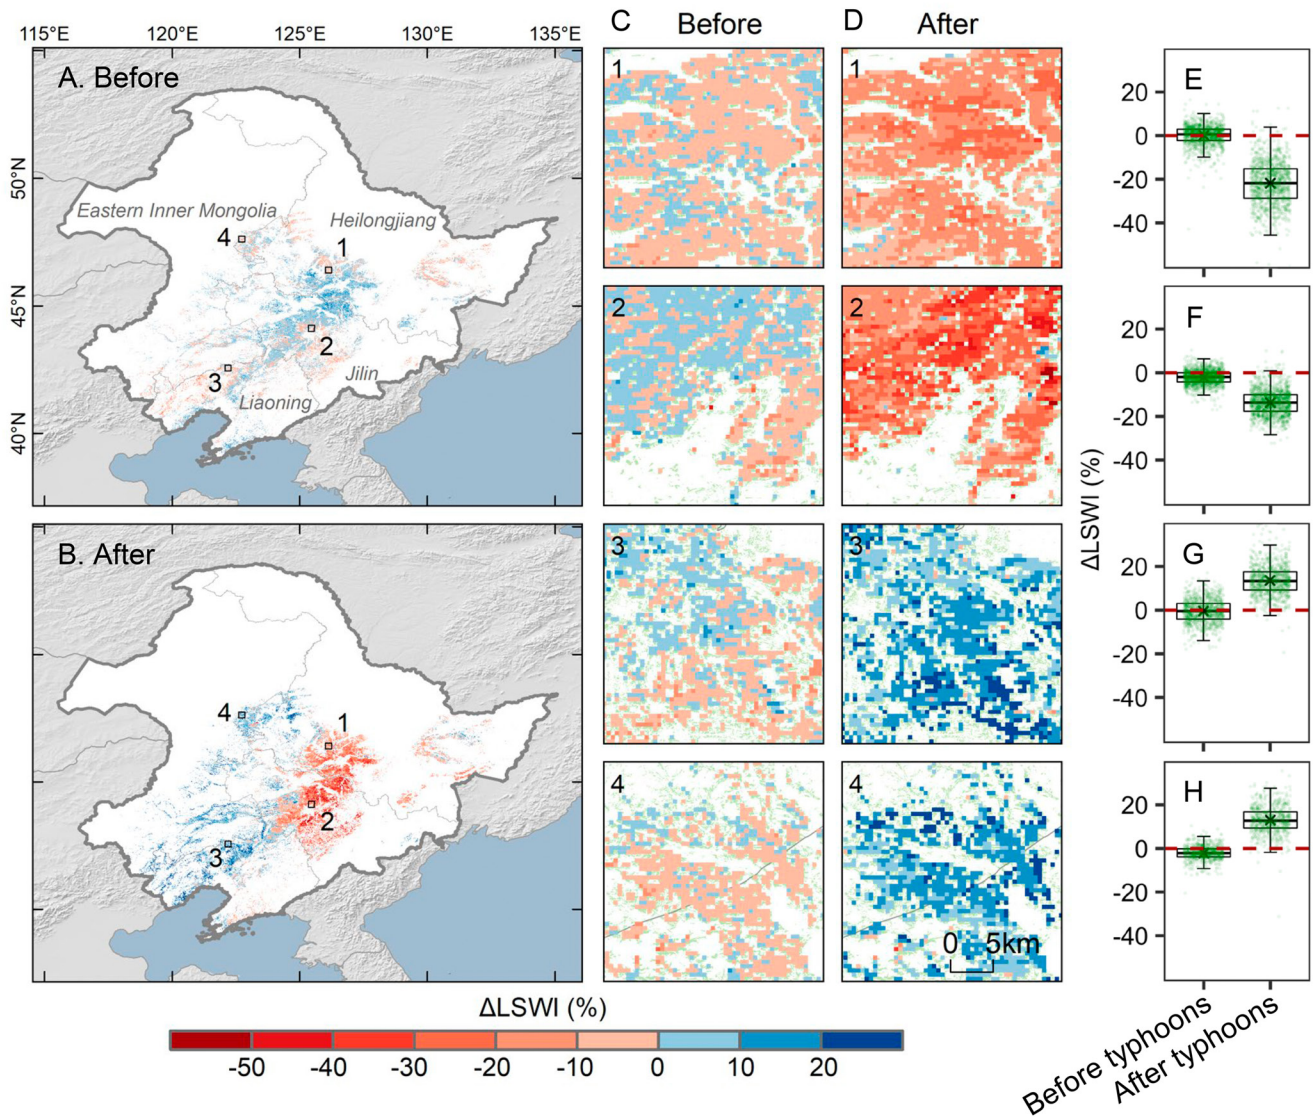 115°E 120°E 125°E 130°E 135°E
C D
Before After
A. Before
50°N
45°N
40°N
Eastern Inner Mongolia
Heilongjiang
Jilin
Liaoning
4
1
2
3
B. After
4
1
2
3
1
1
2
2
3
3
4
4
0 5km
E
20
0
-20
-40
F
20
0
-20
-40
G
20
0
-20
-40
H
20
0
-20
-40
ΔLSWI (%)
Before typhoons
After typhoons
ΔLSWI (%)
-50 -40 -30 -20 -10 0 10 20